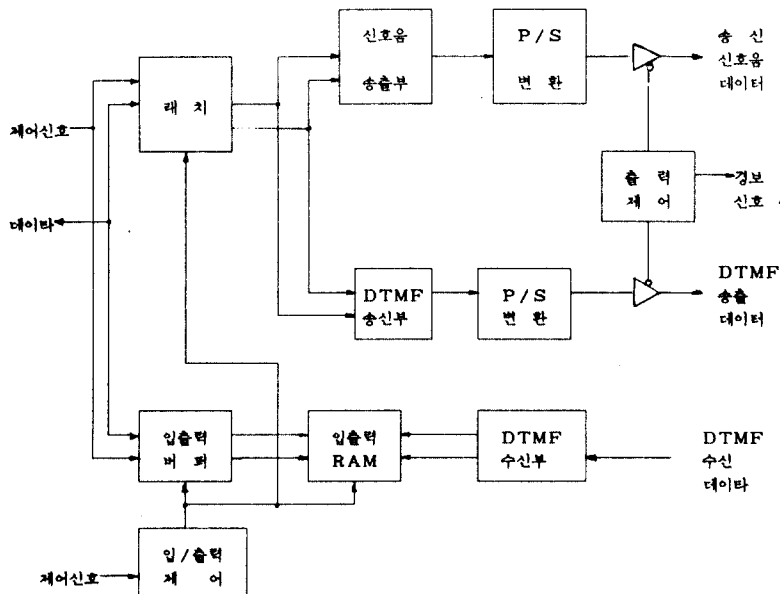 신호음
송출부
P/S
변 환
송 신
신호음
데이터
래 치
제어신호
출 력
제 어
경보
신호
데이타
DTMF
송신부
P/S
변 환
DTMF
송출
데이터
입출력
버 퍼
입출력
RAM
DTMF
수신부
DTMF
수신
데이타
입/출력
제 어
제어신호